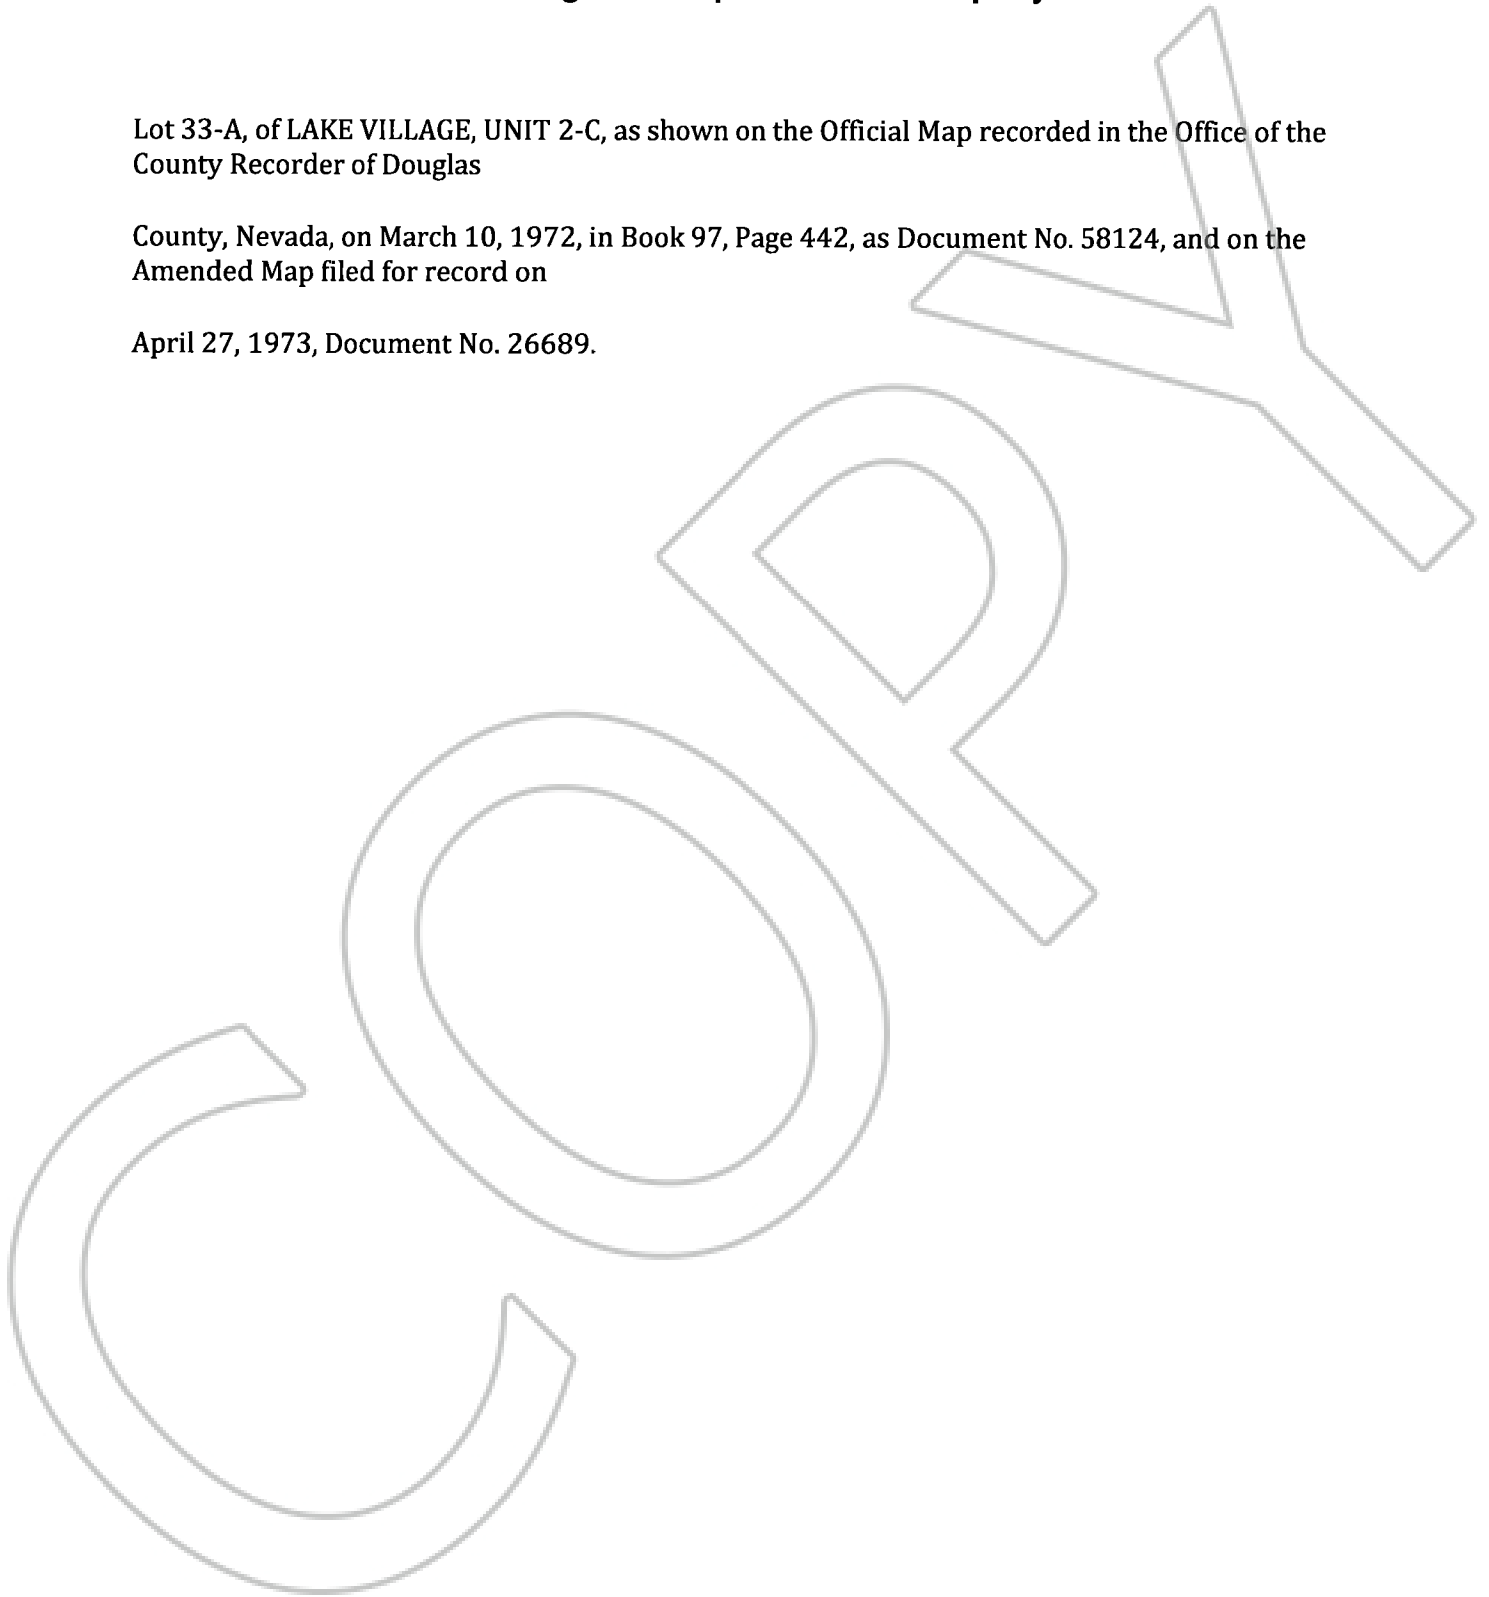 Lot 33-A, of LAKE VILLAGE, UNIT 2-C, as shown on the Official Map recorded in the Office of the
County Recorder of Douglas
County, Nevada, on March 10, 1972, in Book 97, Page 442, as Document No. 58124, and on the
Amended Map filed for record on
April 27, 1973, Document No. 26689.
COPY